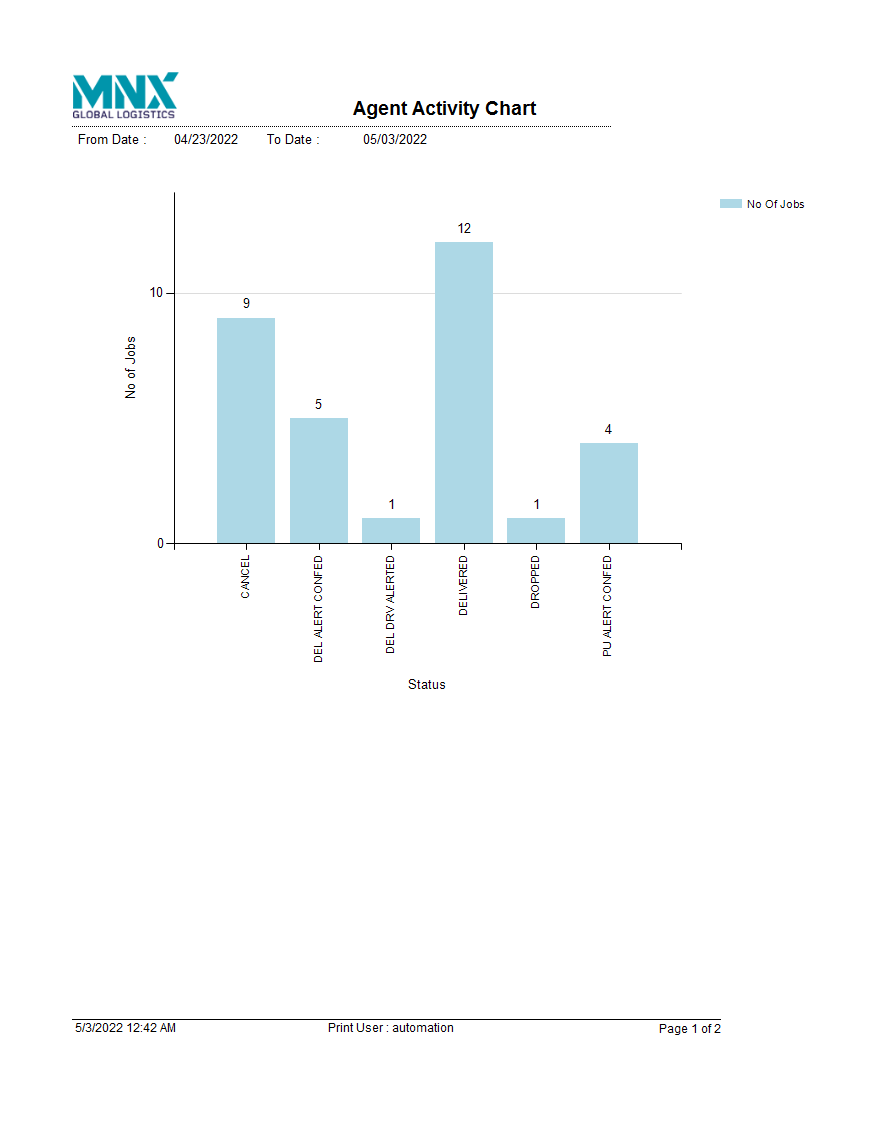 MNX
GLOBAL LOGISTICS
Agent Activity Chart
From Date : 04/23/2022 To Date : 05/03/2022
No Of Jobs
12
10
9
5
4
1
1
0
No of Jobs
CANCEL
DEL ALERT CONFED
DEL DRV ALERTED
DELIVERED
DROPPED
PU ALERT CONFED
Status
5/3/2022 12:42 AM Print User : automation Page 1 of 2